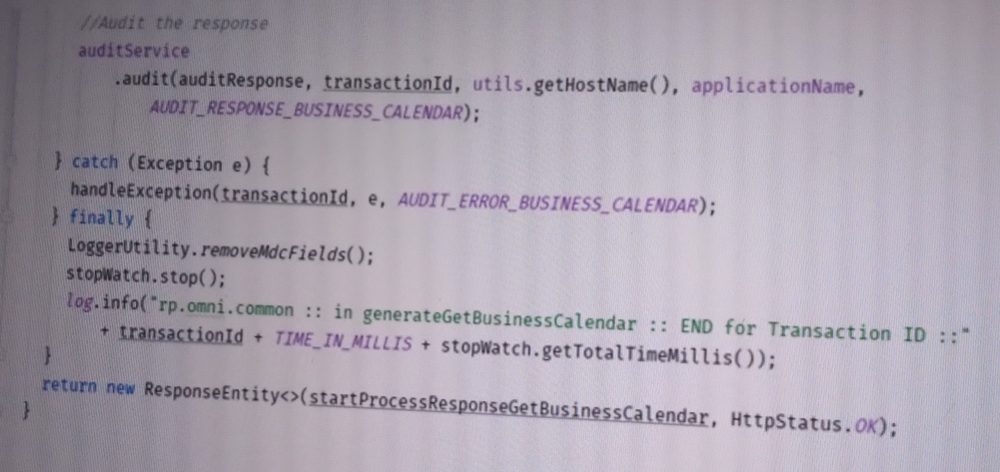 //Audit the response
auditService
.audit(auditResponse, transactionId, utils.getHostName(), applicationName,
AUDIT_RESPONSE_BUSINESS_CALENDAR);
} catch (Exception e) {
handleException(transactionId, e, AUDIT_ERROR_BUSINESS_CALENDAR);
} finally {
LoggerUtility.removeMdcFields();
stopWatch.stop();
log.info("rp.omni.common :: in generateGetBusinessCalendar :: END for Transaction ID ::"
+ transactionId + TIME_IN_MILLIS + stopWatch.getTotalTimeMillis());
}
return new ResponseEntity<>(startProcessResponseGetBusinessCalendar, HttpStatus.OK);
}